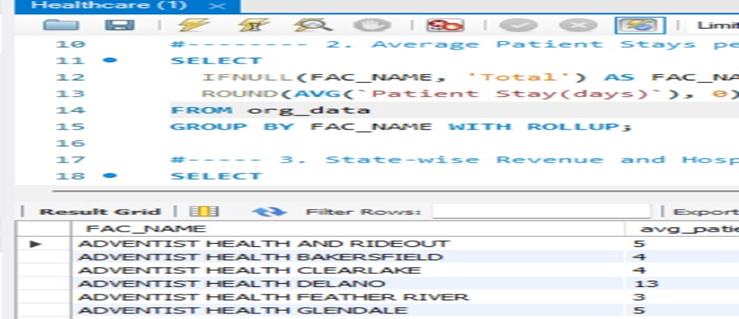 Healthcare (1) ×
Limit
10 #-------- 2. Average Patient Stays pe
11 SELECT
12 IFNULL(FAC_NAME, 'Total') AS FAC_NA
13 ROUND(AVG(`Patient Stay(days)`), 0)
14 FROM org_data
15 GROUP BY FAC_NAME WITH ROLLUP;
16
17 #----- 3. State-wise Revenue and Hosp
18 SELECT
Result Grid Filter Rows: Export
FAC_NAME avg_patie
ADVENTIST HEALTH AND RIDEOUT 5
ADVENTIST HEALTH BAKERSFIELD 4
ADVENTIST HEALTH CLEARLAKE 4
ADVENTIST HEALTH DELANO 13
ADVENTIST HEALTH FEATHER RIVER 3
ADVENTIST HEALTH GLENDALE 5